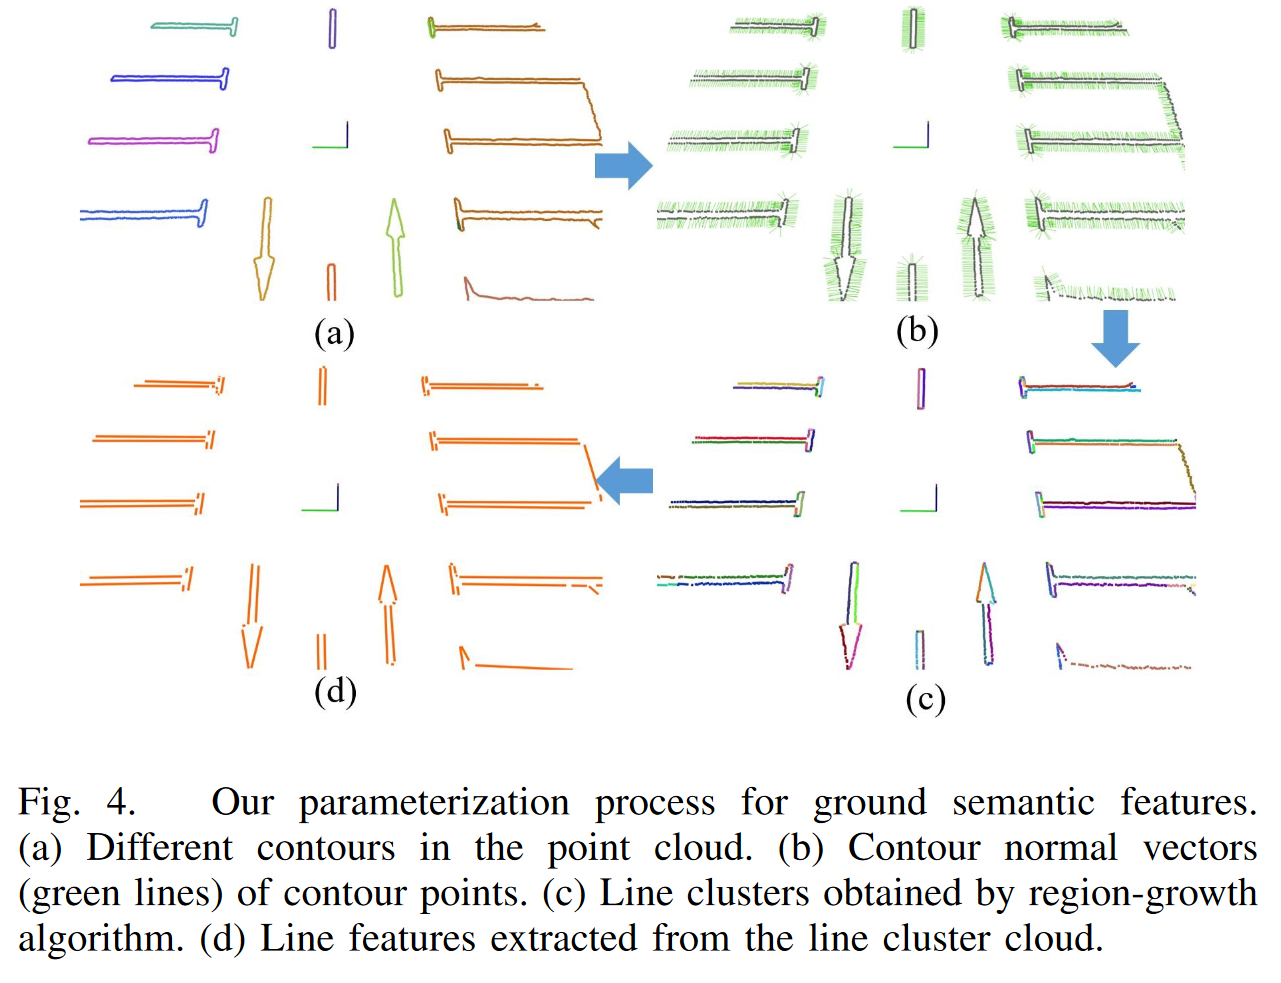 (a)
(b)
(d)
(c)
Fig. 4. Our parameterization process for ground semantic features.
(a) Different contours in the point cloud. (b) Contour normal vectors
(green lines) of contour points. (c) Line clusters obtained by region-growth
algorithm. (d) Line features extracted from the line cluster cloud.